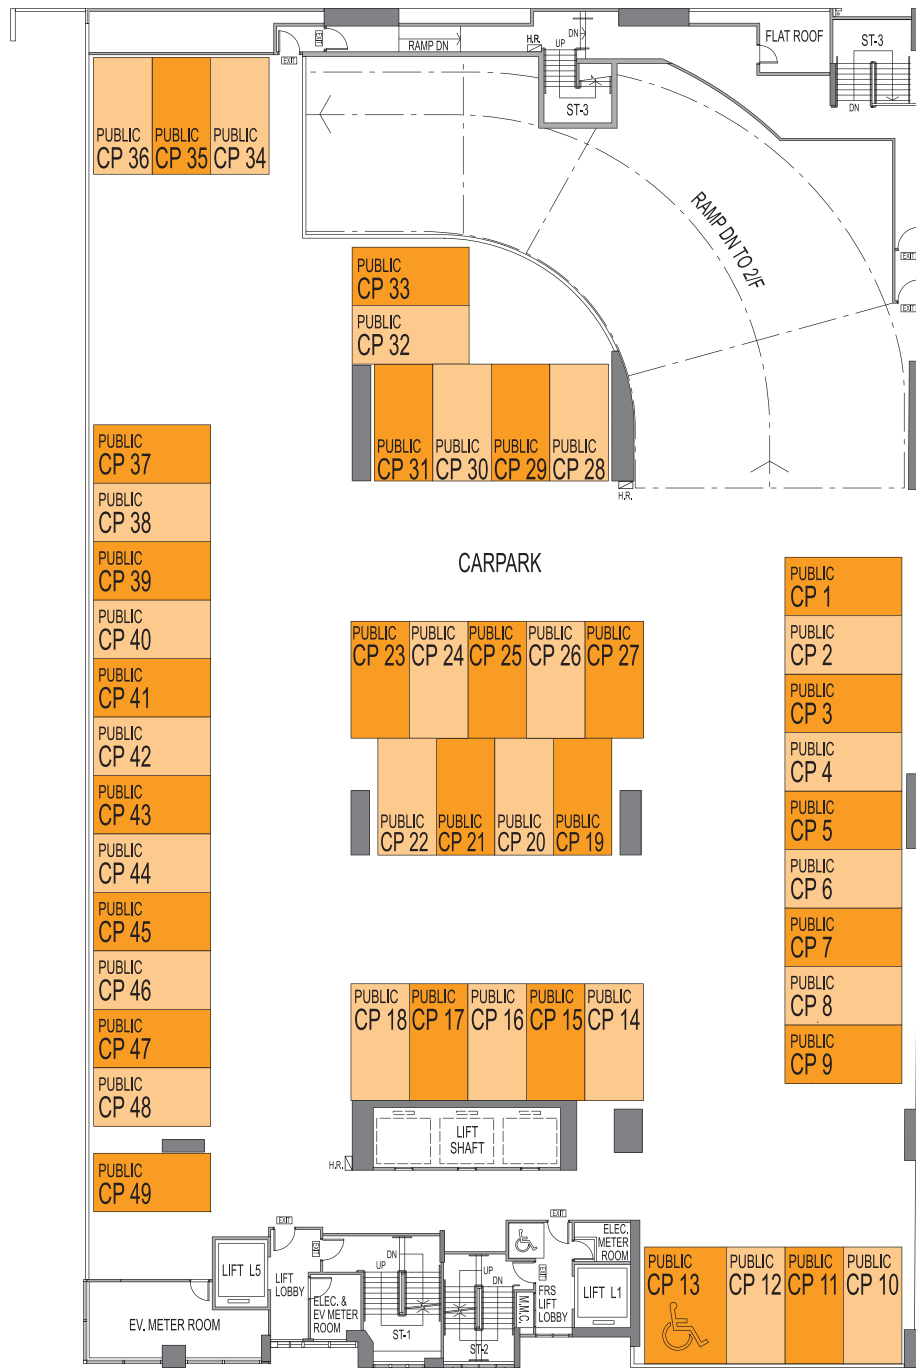 RAMP DN
H.R.
UP
DN
ST-3
FLAT ROOF
ST-3
DN
EXIT
EXIT
PUBLIC
CP 36
PUBLIC
CP 35
PUBLIC
CP 34
RAMP DN TO 2/F
EXIT
EXIT
PUBLIC
CP 33
PUBLIC
CP 32
PUBLIC
CP 31
PUBLIC
CP 30
PUBLIC
CP 29
PUBLIC
CP 28
H.R.
PUBLIC
CP 37
PUBLIC
CP 38
PUBLIC
CP 39
PUBLIC
CP 40
PUBLIC
CP 41
PUBLIC
CP 42
PUBLIC
CP 43
PUBLIC
CP 44
PUBLIC
CP 45
PUBLIC
CP 46
PUBLIC
CP 47
PUBLIC
CP 48
PUBLIC
CP 49
CARPARK
PUBLIC
CP 23
PUBLIC
CP 24
PUBLIC
CP 25
PUBLIC
CP 26
PUBLIC
CP 27
PUBLIC
CP 22
PUBLIC
CP 21
PUBLIC
CP 20
PUBLIC
CP 19
PUBLIC
CP 1
PUBLIC
CP 2
PUBLIC
CP 3
PUBLIC
CP 4
PUBLIC
CP 5
PUBLIC
CP 6
PUBLIC
CP 7
PUBLIC
CP 8
PUBLIC
CP 9
PUBLIC
CP 18
PUBLIC
CP 17
PUBLIC
CP 16
PUBLIC
CP 15
PUBLIC
CP 14
LIFT
SHAFT
H.R.
EXIT
EXIT
EXIT
EXIT
LIFT L5
LIFT
LOBBY
EV. METER ROOM
ELEC. &
EV METER
ROOM
UP
DN
ST-1
UP
DN
ST-2
M.M.C.
FRS
LIFT
LOBBY
ELEC.
METER
ROOM
LIFT L1
PUBLIC
CP 13
PUBLIC
CP 12
PUBLIC
CP 11
PUBLIC
CP 10